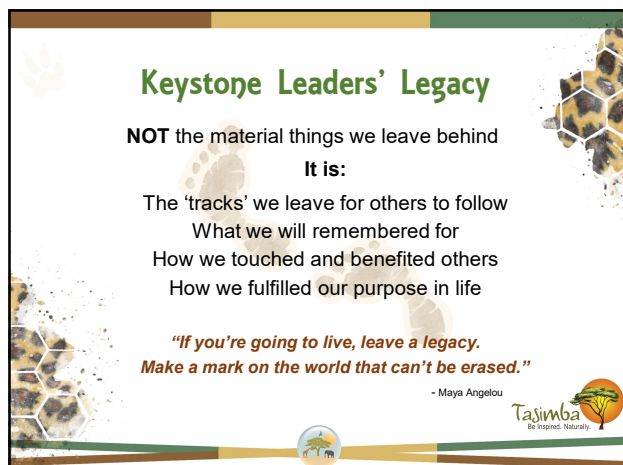 Keystone Leaders' Legacy
NOT the material things we leave behind
It is:
The 'tracks' we leave for others to follow
What we will remembered for
How we touched and benefited others
How we fulfilled our purpose in life
"If you're going to live, leave a legacy.
Make a mark on the world that can't be erased."
- Maya Angelou
Tasimba
Be Inspired. Naturally.